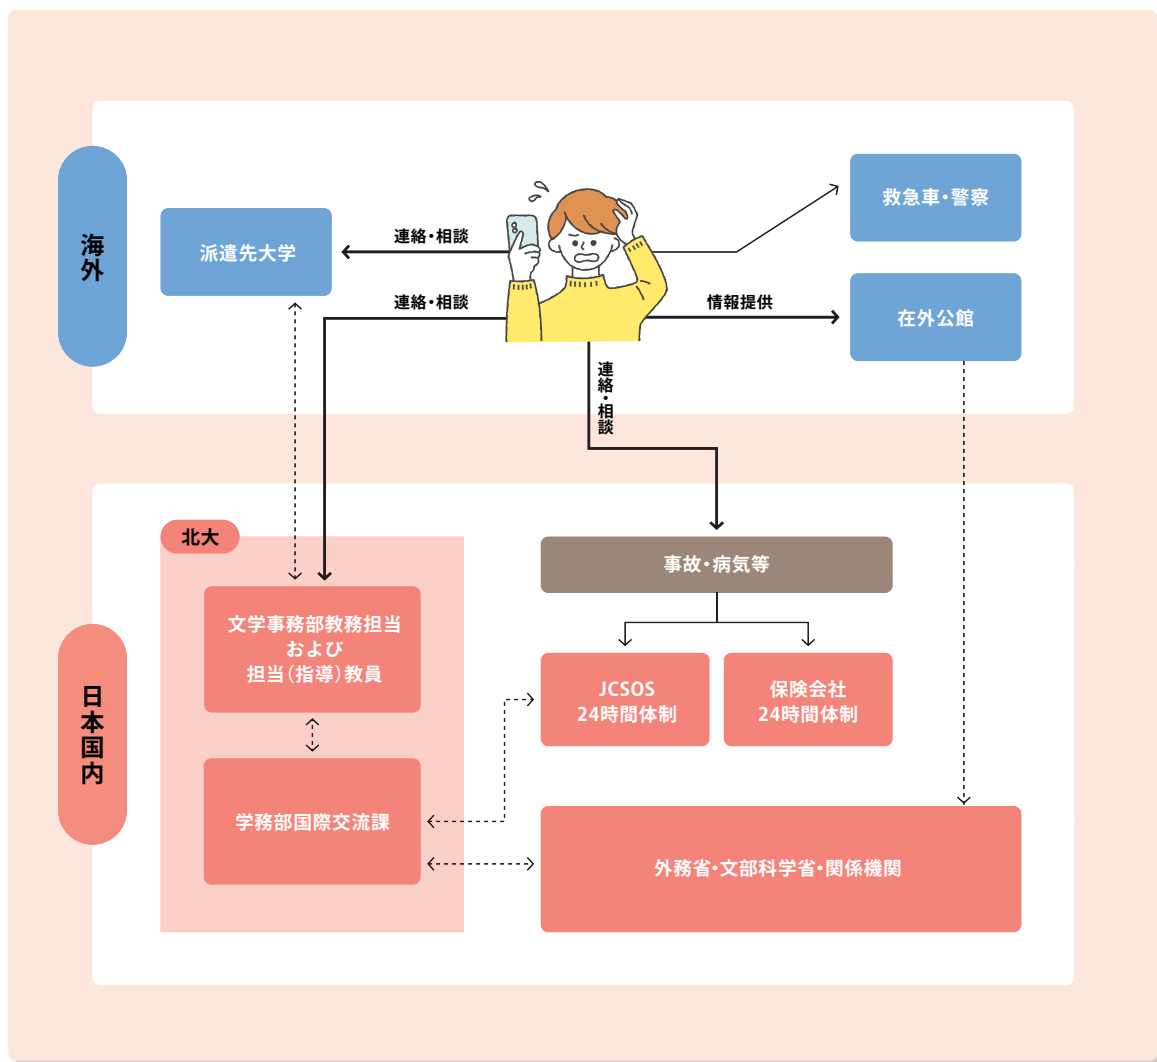 海外
救急車・警察
派遣先大学
連絡・相談
連絡・相談
情報提供
在外公館
連絡・相談
日本国内
北大
文学事務部教務担当
および
担当（指導）教員
学務部国際交流課
事故・病気等
JCSOS
24時間体制
保険会社
24時間体制
外務省・文部科学省・関係機関